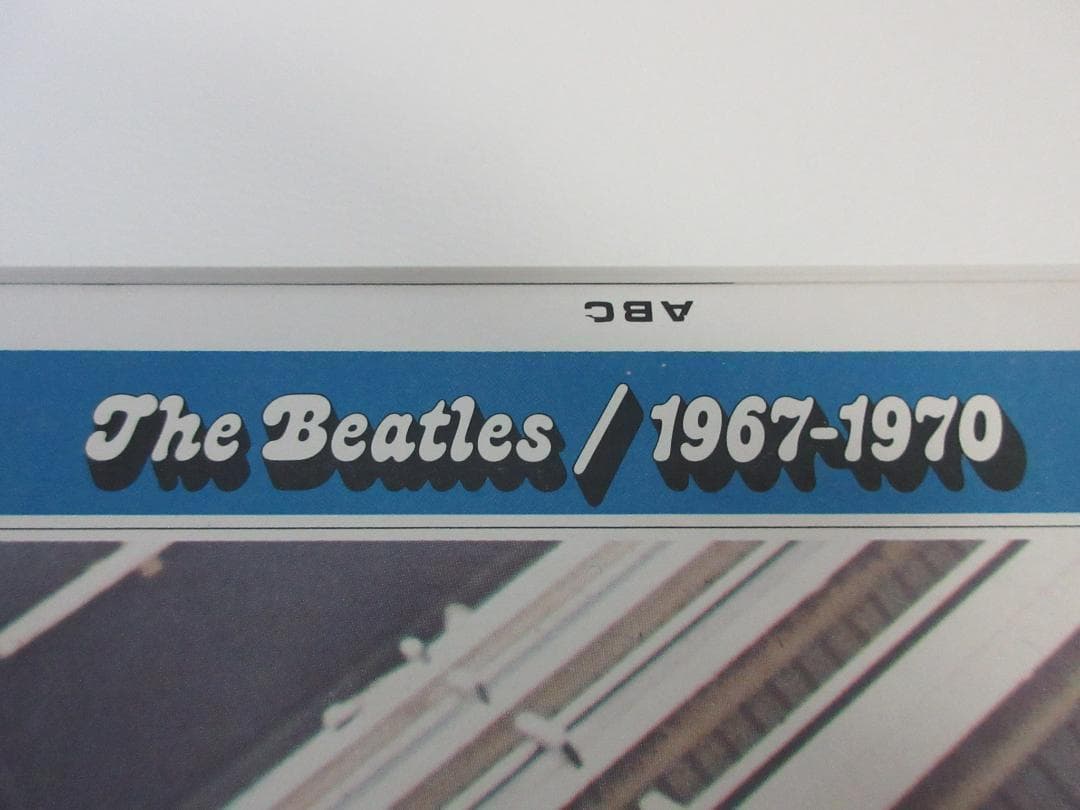 ABC
The Beatles / 1967-1970